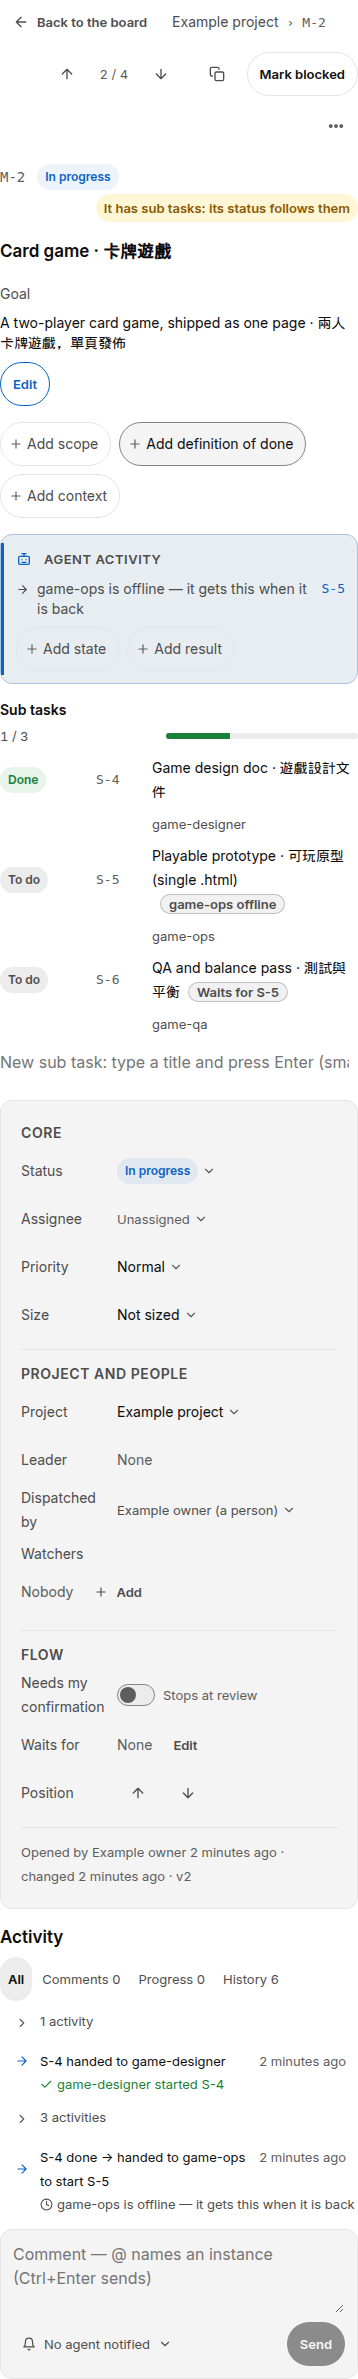 Back to the board Example project › M-2
2 / 4 Mark blocked
M-2 In progress
It has sub tasks: its status follows them
Card game · 卡牌遊戲
Goal
A two-player card game, shipped as one page · 兩人
卡牌遊戲，單頁發佈
Edit
+ Add scope + Add definition of done
+ Add context
AGENT ACTIVITY
→ game-ops is offline — it gets this when it S-5
is back
+ Add state + Add result
Sub tasks
1 / 3
Done S-4 Game design doc · 遊戲設計文
件
game-designer
To do S-5 Playable prototype · 可玩原型
(single .html)
game-ops offline
game-ops
To do S-6 QA and balance pass · 測試與
平衡 Waits for S-5
game-qa
New sub task: type a title and press Enter (sma
CORE
Status In progress
Assignee Unassigned
Priority Normal
Size Not sized
PROJECT AND PEOPLE
Project Example project
Leader None
Dispatched
by Example owner (a person)
Watchers
Nobody + Add
FLOW
Needs my
confirmation Stops at review
Waits for None Edit
Position ↑ ↓
Opened by Example owner 2 minutes ago ·
changed 2 minutes ago · v2
Activity
All Comments 0 Progress 0 History 6
1 activity
S-4 handed to game-designer 2 minutes ago
✓ game-designer started S-4
3 activities
S-4 done → handed to game-ops 2 minutes ago
to start S-5
game-ops is offline — it gets this when it is back
Comment — @ names an instance
(Ctrl+Enter sends)
No agent notified Send